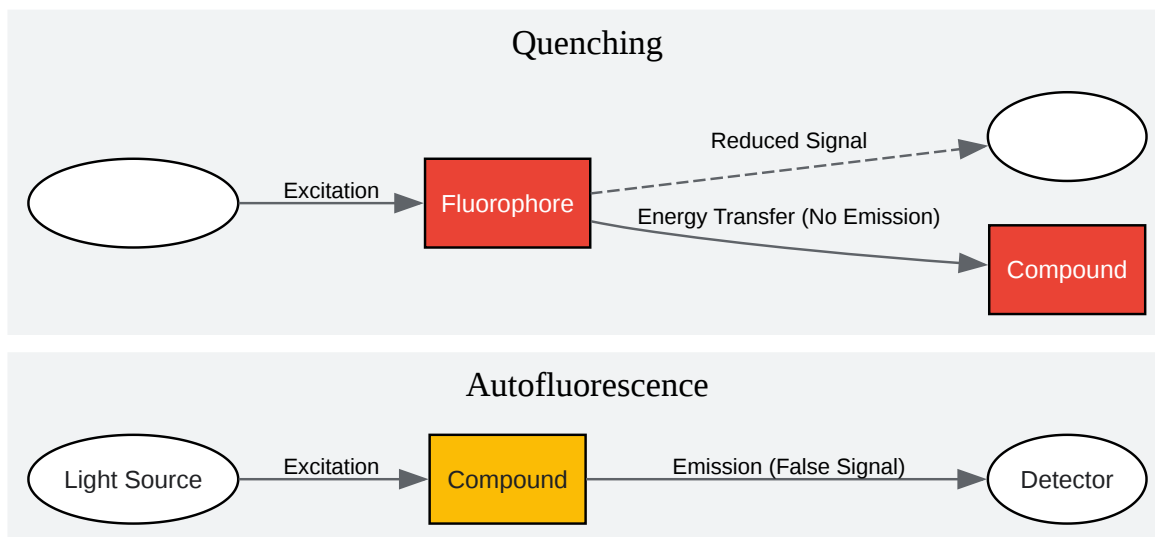 Quenching
Reduced Signal
Excitation
Fluorophore
Energy Transfer (No Emission)
Compound
Autofluorescence
Light Source
Excitation
Compound
Emission (False Signal)
Detector